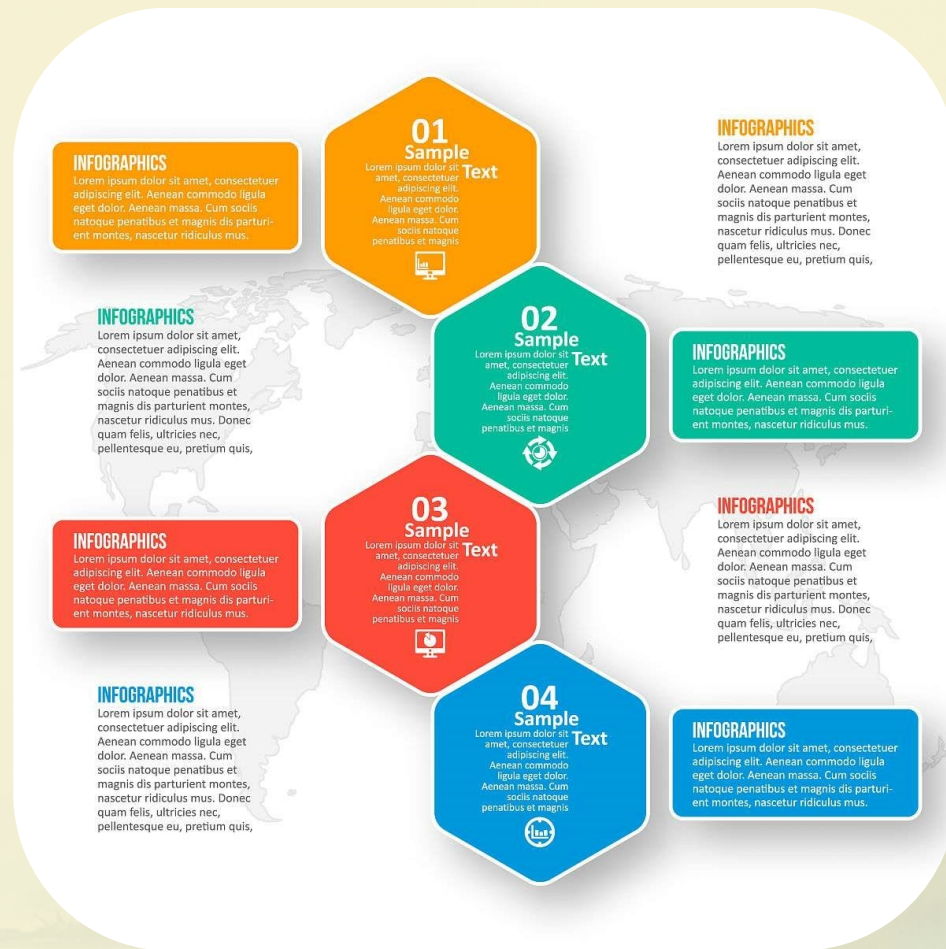 INFOGRAPHICS
Lorem ipsum dolor sit amet, consectetuer
adipiscing elit. Aenean commodo ligula
eget dolor. Aenean massa. Cum sociis
natoque penatibus et magnis dis parturi-
ent montes, nascetur ridiculus mus.
01
Sample
Text
Lorem ipsum dolor sit
amet, consectetuer
adipiscing elit.
Aenean commodo
ligula eget dolor.
Aenean massa. Cum
sociis natoque
penatibus et magnis
INFOGRAPHICS
Lorem ipsum dolor sit amet,
consectetuer adipiscing elit.
Aenean commodo ligula eget
dolor. Aenean massa. Cum
sociis natoque penatibus et
magnis dis parturient montes,
nascetur ridiculus mus. Donec
quam felis, ultricies nec,
pellentesque eu, pretium quis,
INFOGRAPHICS
Lorem ipsum dolor sit amet,
consectetuer adipiscing elit.
Aenean commodo ligula eget
dolor. Aenean massa. Cum
sociis natoque penatibus et
magnis dis parturient montes,
nascetur ridiculus mus. Donec
quam felis, ultricies nec,
pellentesque eu, pretium quis,
02
Sample
Text
Lorem ipsum dolor sit
amet, consectetuer
adipiscing elit.
Aenean commodo
ligula eget dolor.
Aenean massa. Cum
sociis natoque
penatibus et magnis
INFOGRAPHICS
Lorem ipsum dolor sit amet, consectetuer
adipiscing elit. Aenean commodo ligula
eget dolor. Aenean massa. Cum sociis
natoque penatibus et magnis dis parturi-
ent montes, nascetur ridiculus mus.
INFOGRAPHICS
Lorem ipsum dolor sit amet, consectetuer
adipiscing elit. Aenean commodo ligula
eget dolor. Aenean massa. Cum sociis
natoque penatibus et magnis dis parturi-
ent montes, nascetur ridiculus mus.
03
Sample
Text
Lorem ipsum dolor sit
amet, consectetuer
adipiscing elit.
Aenean commodo
ligula eget dolor.
Aenean massa. Cum
sociis natoque
penatibus et magnis
INFOGRAPHICS
Lorem ipsum dolor sit amet,
consectetuer adipiscing elit.
Aenean commodo ligula eget
dolor. Aenean massa. Cum
sociis natoque penatibus et
magnis dis parturient montes,
nascetur ridiculus mus. Donec
quam felis, ultricies nec,
pellentesque eu, pretium quis,
INFOGRAPHICS
Lorem ipsum dolor sit amet,
consectetuer adipiscing elit.
Aenean commodo ligula eget
dolor. Aenean massa. Cum
sociis natoque penatibus et
magnis dis parturient montes,
nascetur ridiculus mus. Donec
quam felis, ultricies nec,
pellentesque eu, pretium quis,
04
Sample
Text
Lorem ipsum dolor sit
amet, consectetuer
adipiscing elit.
Aenean commodo
ligula eget dolor.
Aenean massa. Cum
sociis natoque
penatibus et magnis
INFOGRAPHICS
Lorem ipsum dolor sit amet, consectetuer
adipiscing elit. Aenean commodo ligula
eget dolor. Aenean massa. Cum sociis
natoque penatibus et magnis dis parturi-
ent montes, nascetur ridiculus mus.